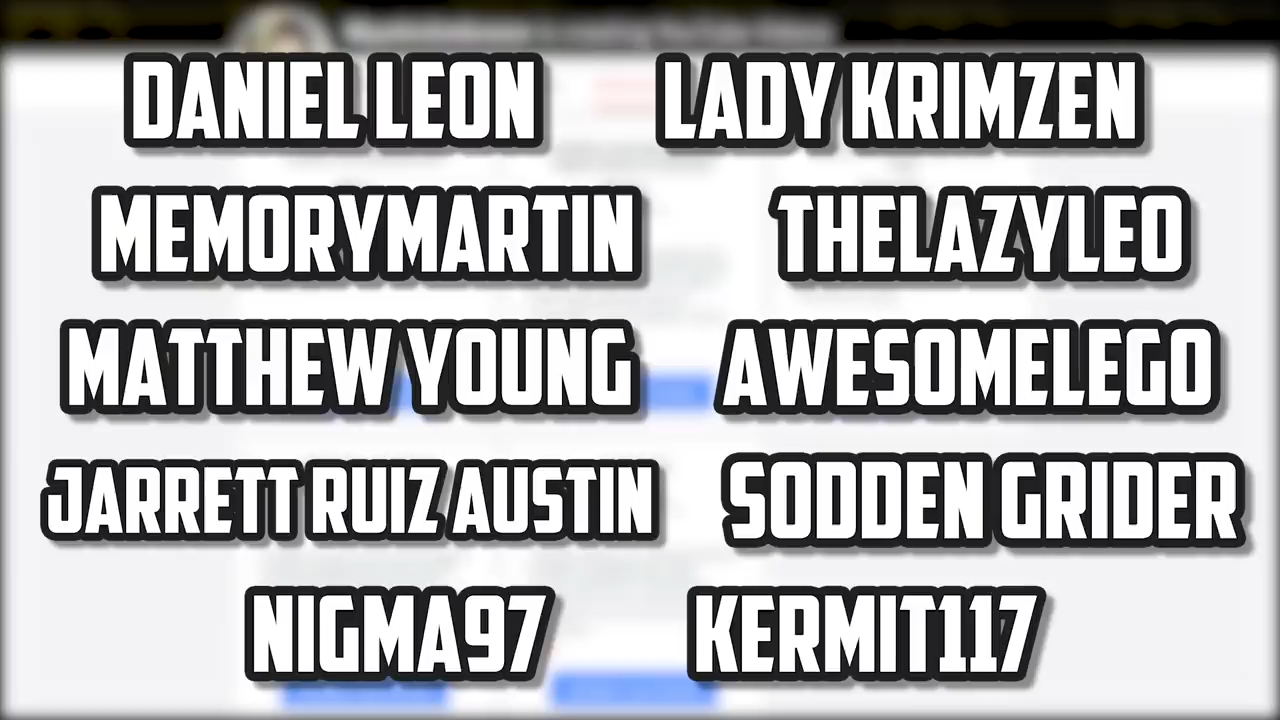 DANIEL LEON LADY KRIMZEN
MEMORYMARTIN THELAZYLEO
MATTHEW YOUNG AWESOMELEGO
JARRETT RUIZ AUSTIN SODDEN GRIDER
NIGMA97 KERMIT117